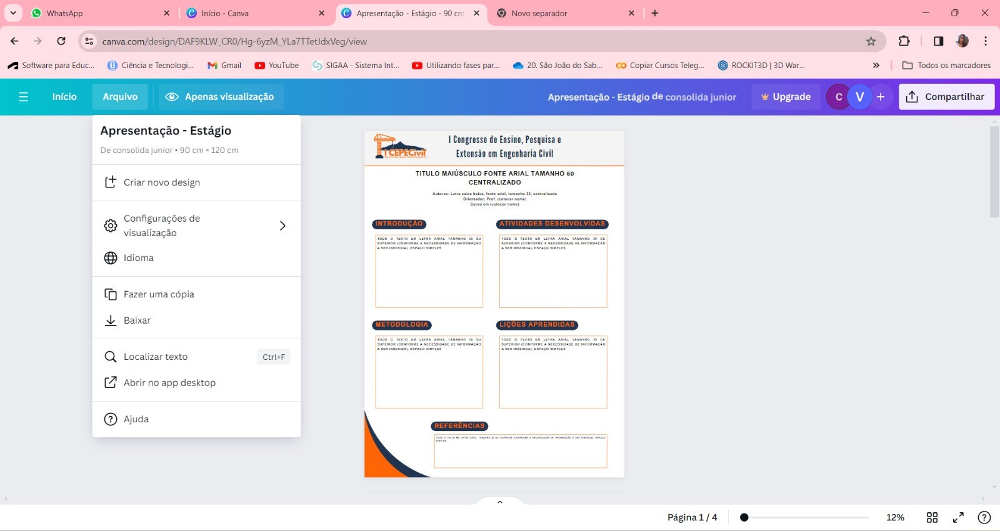 WhatsApp
Início - Canva
Apresentação - Estágio - 90 cm
Novo separador
canva.com/design/DAF9KLW_CR0/Hg-6yzM_YLa7TTetJdxVeg/view
Software para Educ...
Ciência e Tecnologi...
Gmail
YouTube
SIGAA - Sistema Int...
Utilizando fases par...
20. São João do Sab...
Copiar Cursos Teleg...
ROCKIT3D | 3D War...
Todos os marcadores
Início
Arquivo
Apenas visualização
Apresentação - Estágio de consolida junior
Upgrade
C
V
Compartilhar
Apresentação - Estágio
De consolida junior • 90 cm × 120 cm
Criar novo design
Configurações de
visualização
Idioma
Fazer uma cópia
Baixar
Localizar texto
Ctrl+F
Abrir no app desktop
Ajuda
I CEPECivil
I Congresso de Ensino, Pesquisa e
Extensão em Engenharia Civil
TITULO MAIÚSCULO FONTE ARIAL TAMANHO 60
CENTRALIZADO
Autores: Letra caixa baixa, fonte arial, tamanho 36, centralizado
Orientador: Prof. (colocar nome)
Curso em (colocar nome)
INTRODUÇÃO
TODO O TEXTO EM LETRA ARIAL TAMANHO 30 OU
SUPERIOR (CONFORME A NECESSIDADE DE INFORMAÇÃO
A SER INSERIDA), ESPAÇO SIMPLES
ATIVIDADES DESENVOLVIDAS
TODO O TEXTO EM LETRA ARIAL TAMANHO 30 OU
SUPERIOR (CONFORME A NECESSIDADE DE INFORMAÇÃO
A SER INSERIDA), ESPAÇO SIMPLES
METODOLOGIA
TODO O TEXTO EM LETRA ARIAL TAMANHO 30 OU
SUPERIOR (CONFORME A NECESSIDADE DE INFORMAÇÃO
A SER INSERIDA), ESPAÇO SIMPLES
LIÇÕES APRENDIDAS
TODO O TEXTO EM LETRA ARIAL TAMANHO 30 OU
SUPERIOR (CONFORME A NECESSIDADE DE INFORMAÇÃO
A SER INSERIDA), ESPAÇO SIMPLES
REFERÊNCIAS
TODO O TEXTO EM LETRA ARIAL TAMANHO 20 OU SUPERIOR (CONFORME A NECESSIDADE DE INFORMAÇÃO A SER INSERIDA), ESPAÇO
SIMPLES
Página 1 / 4
12%